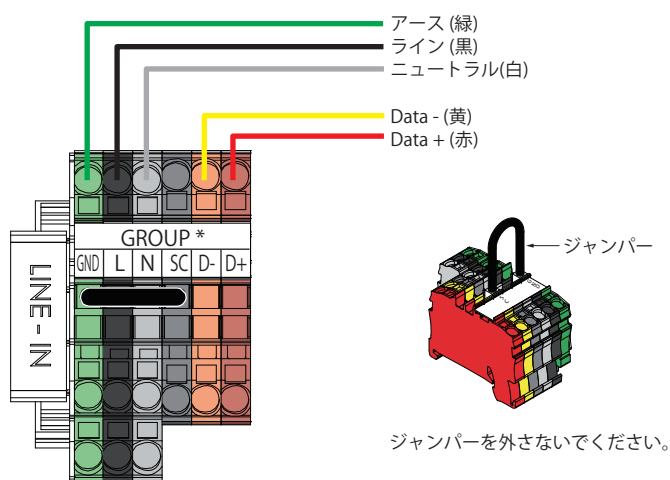 アース (緑)
ライン (黒)
ニュートラル(白)
Data - (黄)
Data + (赤)
GROUP *
GND L N SC D- D+
LINE-IN
ジャンパー
ジャンパーを外さないでください。